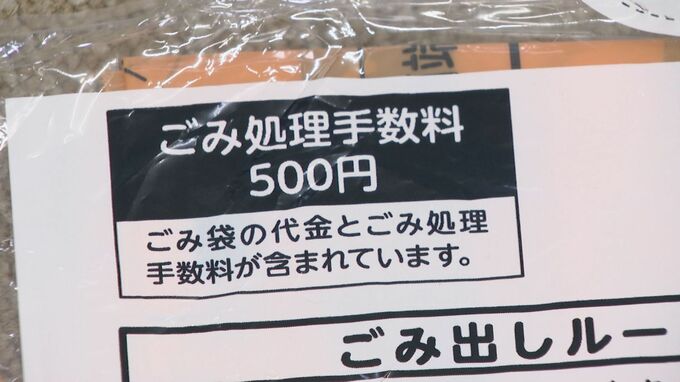 ごみ処理手数料
500円
ごみ袋の代金とごみ処理
手数料が含まれています。
ごみ出しルー